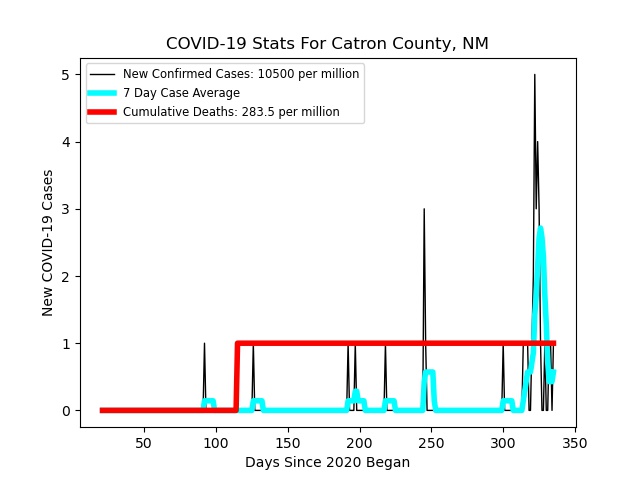 COVID-19 Stats For Catron County, NM
New Confirmed Cases: 10500 per million
7 Day Case Average
Cumulative Deaths: 283.5 per million
New COVID-19 Cases
5
4
3
2
1
0
50 100 150 200 250 300 350
Days Since 2020 Began